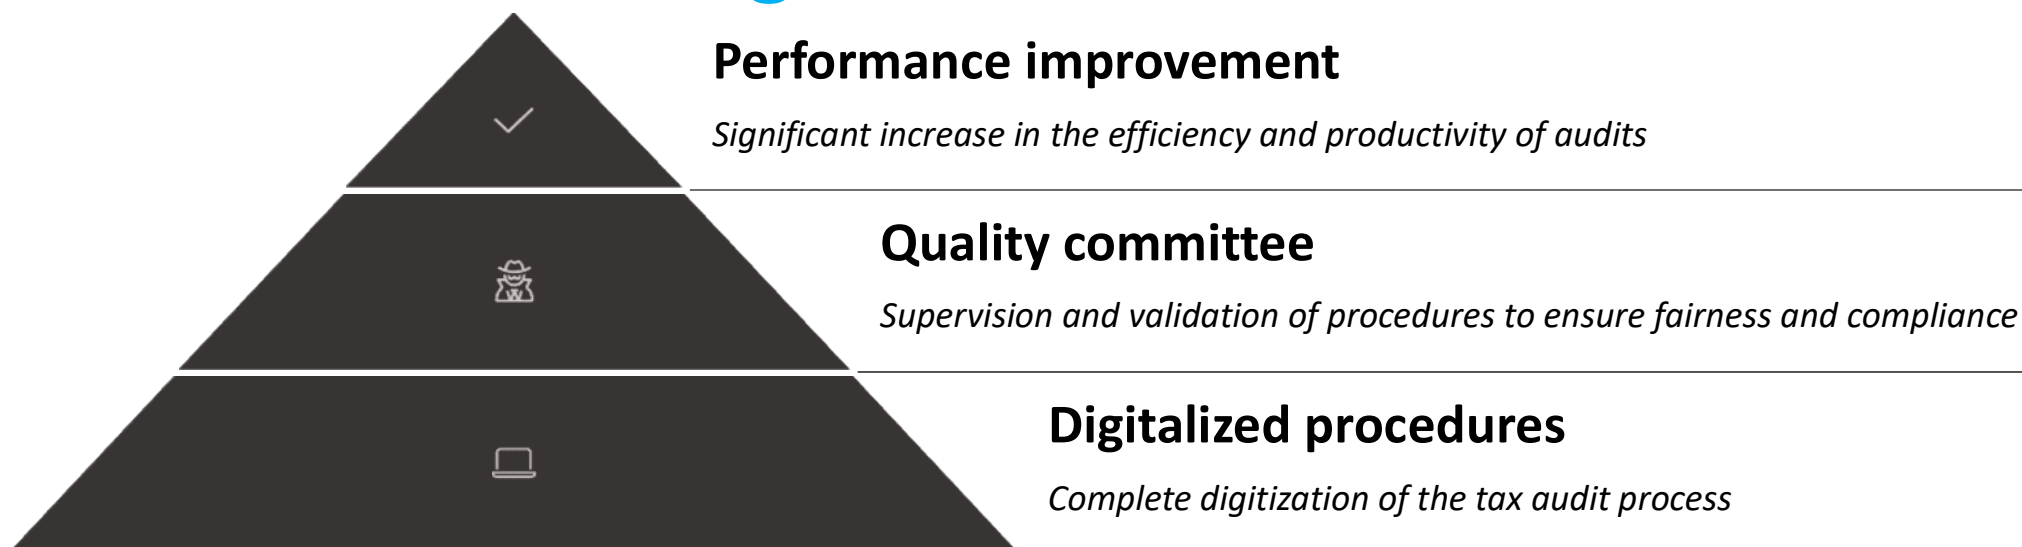 Performance improvement
Significant increase in the efficiency and productivity of audits
Quality committee
Supervision and validation of procedures to ensure fairness and compliance
Digitalized procedures
Complete digitization of the tax audit process